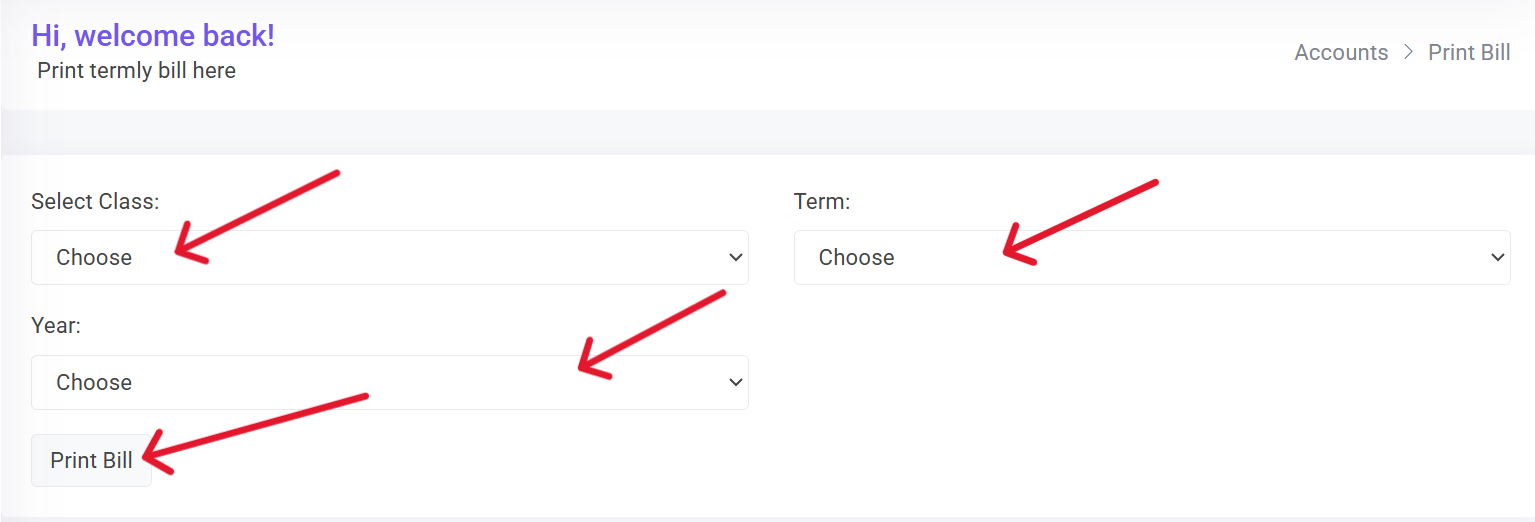 Hi, welcome back!
Print termly bill here
Accounts > Print Bill
Select Class:
Choose
Term:
Choose
Year:
Choose
Print Bill